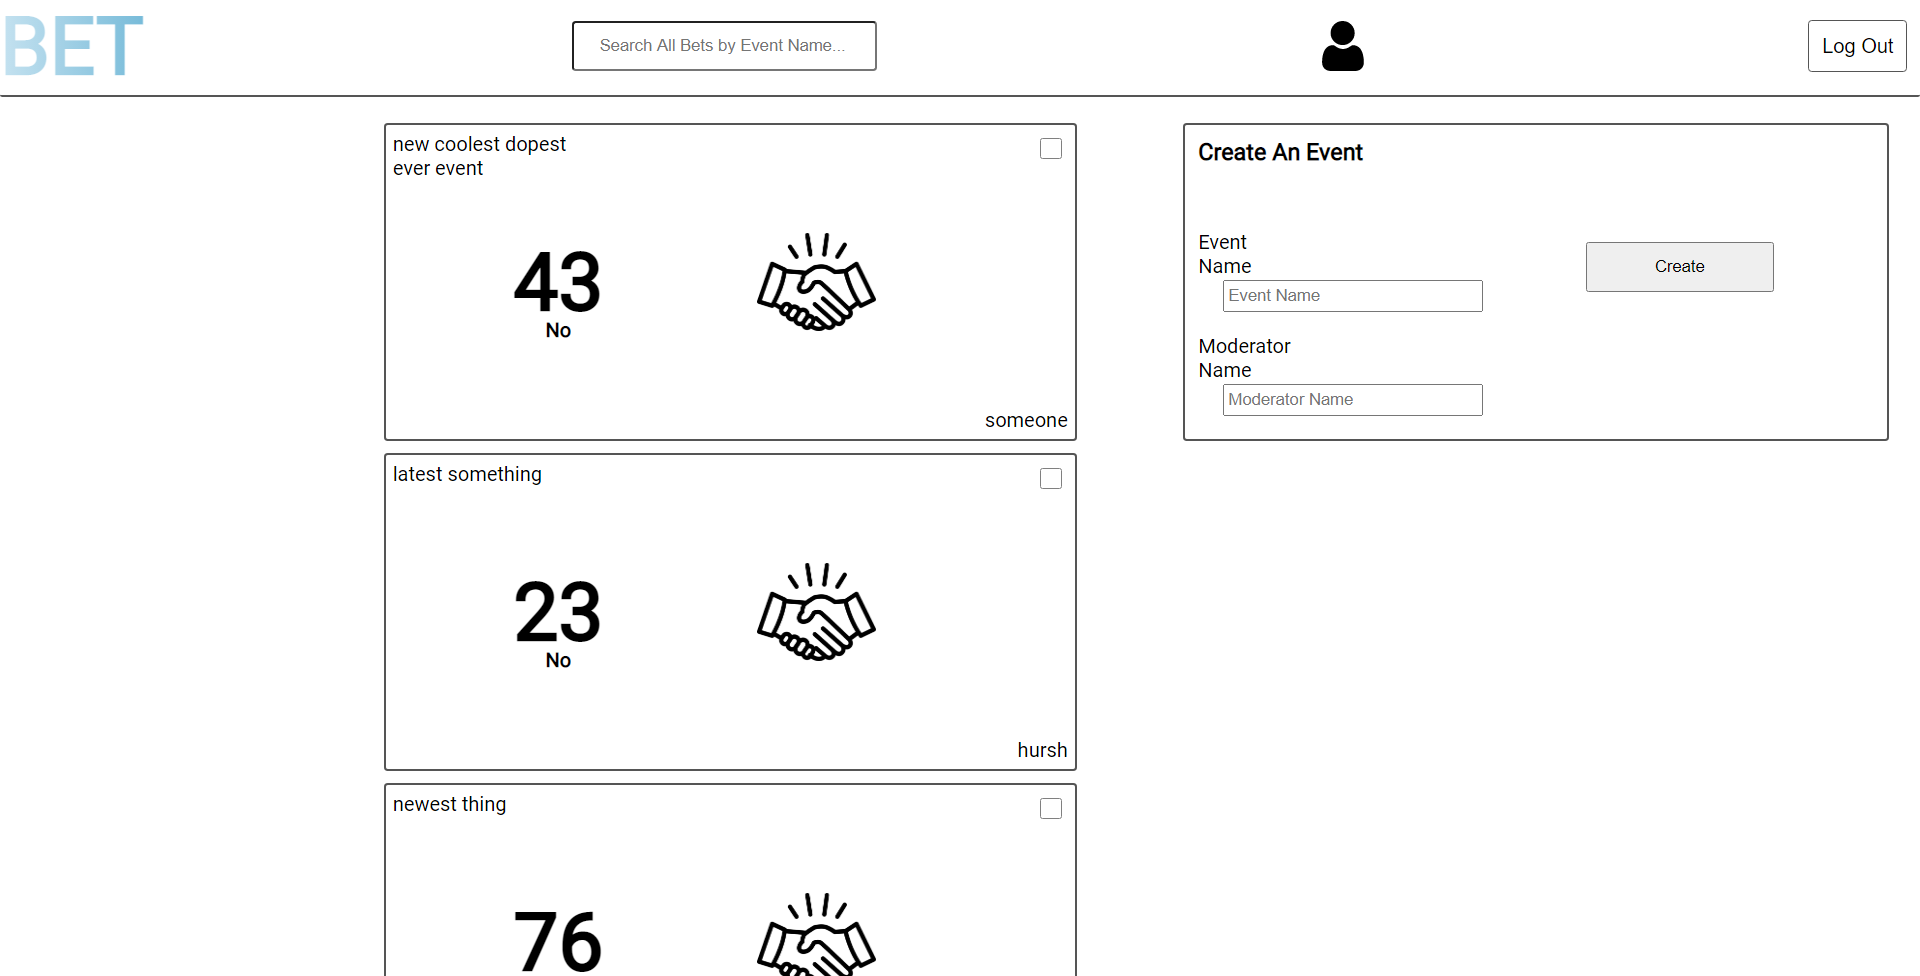 BET
Search All Bets by Event Name...
Log Out
new coolest dopest
ever event
43
No
someone
latest something
23
No
hursh
newest thing
76
Create An Event
Event
Name
Event Name
Create
Moderator
Name
Moderator Name